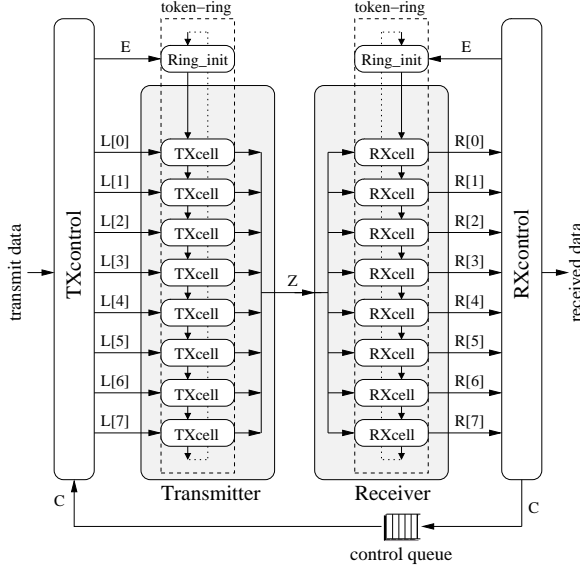 token-ring token-ring
E Ring_init Ring_init E
L[0] TXcell RXcell R[0]
L[1] TXcell RXcell R[1]
L[2] TXcell RXcell R[2]
transmit data TXcontrol L[3] TXcell Z RXcell R[3] RXcontrol received data
L[4] TXcell RXcell R[4]
L[5] TXcell RXcell R[5]
L[6] TXcell RXcell R[6]
L[7] TXcell RXcell R[7]
Transmitter Receiver
C C
control queue